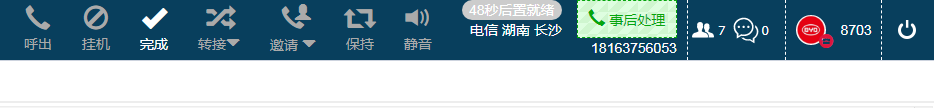 呼出
挂机
完成
转接
邀请
保持
静音
48秒后置就绪
电信 湖南 长沙
事后处理
18163756053
7
0
BYD
8703